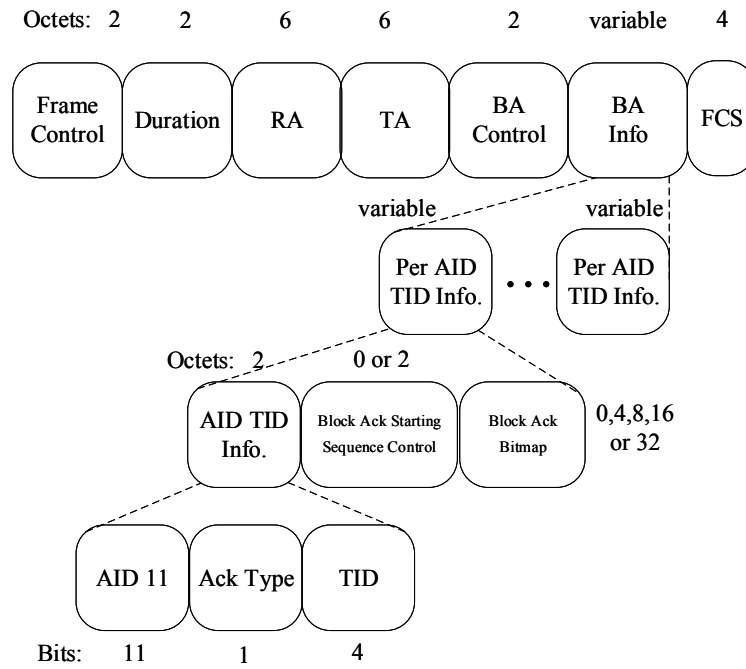 Octets: 2 2 6 6 2 variable 4
Frame Control
Duration
RA
TA
BA Control
BA Info
FCS
variable variable
Per AID TID Info.
• • •
Per AID TID Info.
Octets: 2 0 or 2
AID TID Info.
Block Ack Starting Sequence Control
Block Ack Bitmap
0,4,8,16 or 32
AID 11
Ack Type
TID
Bits: 11 1 4